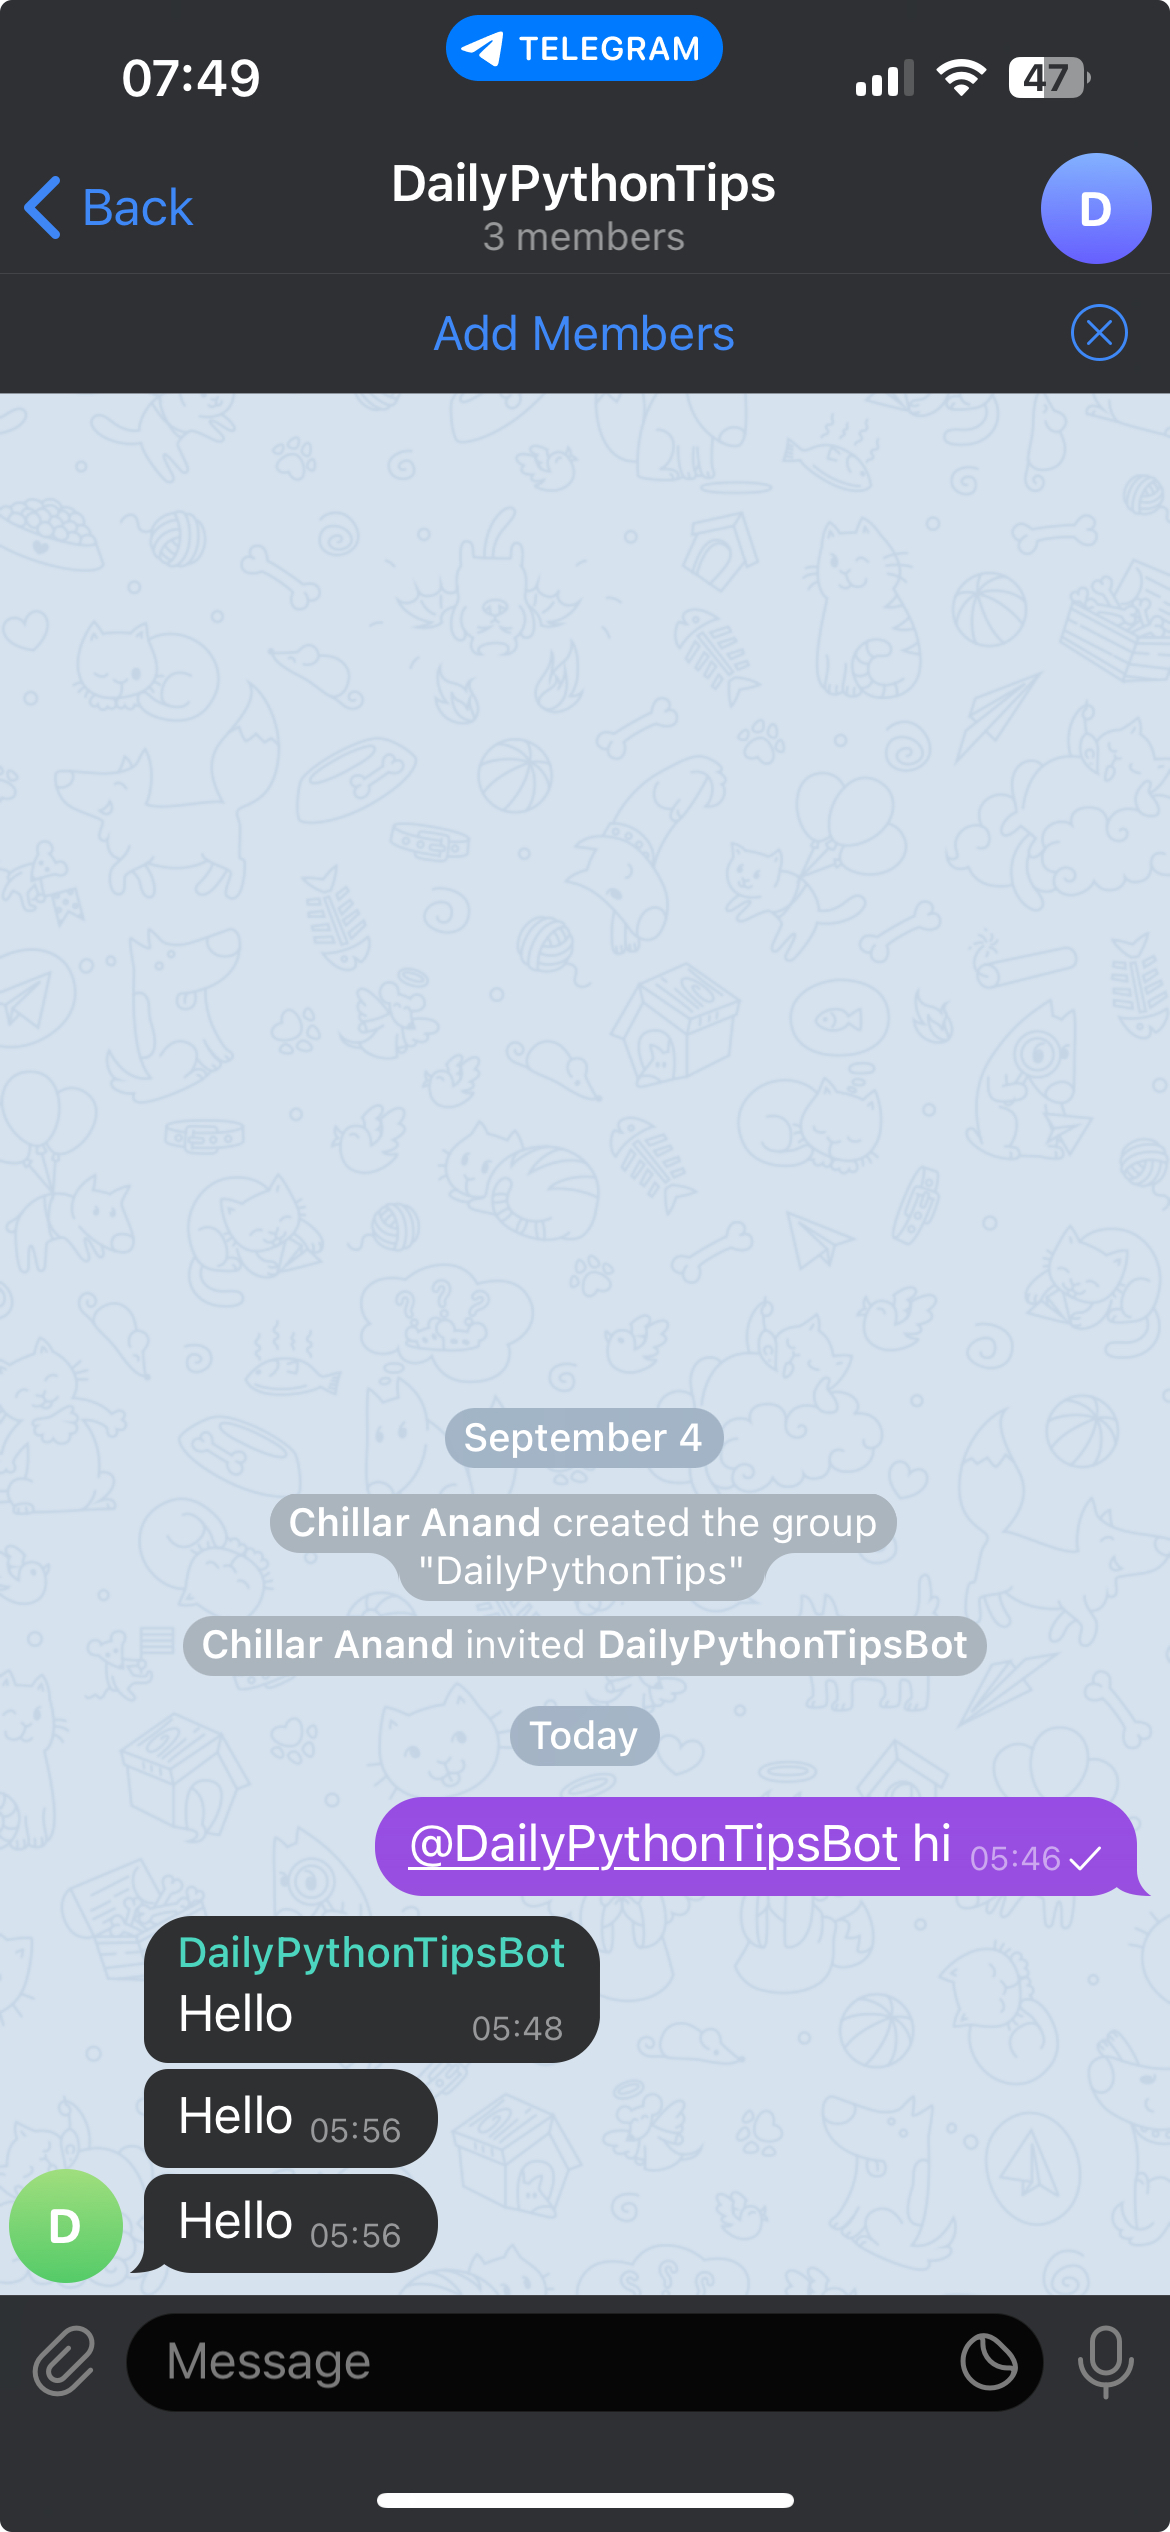 07:49
TELEGRAM
47
Back
DailyPythonTips
3 members
D
Add Members
September 4
Chillar Anand created the group
"DailyPythonTips"
Chillar Anand invited DailyPythonTipsBot
Today
@DailyPythonTipsBot hi 05:46
DailyPythonTipsBot
Hello 05:48
Hello 05:56
D
Hello 05:56
Message